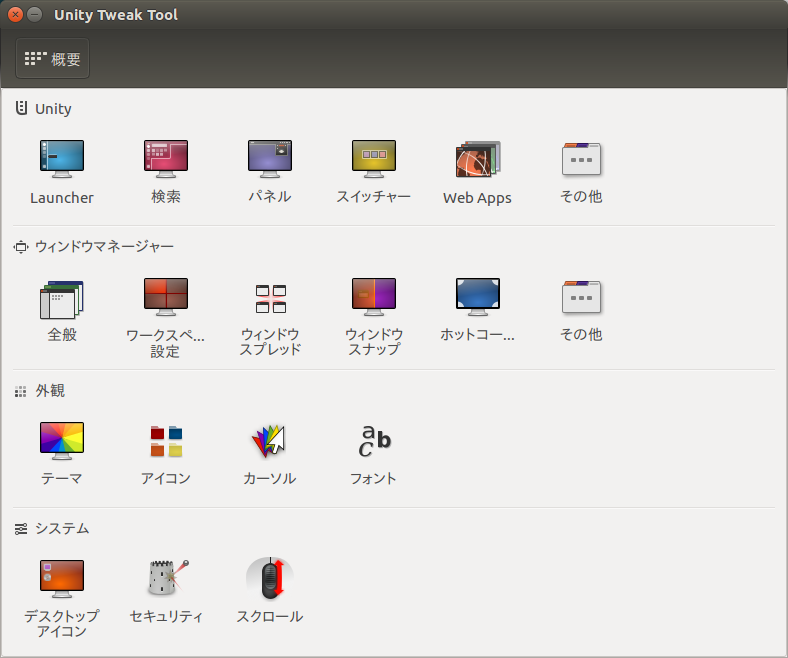 Unity Tweak Tool
概要
Unity
Launcher
検索
パネル
スイッチャー
Web Apps
その他
ウィンドウマネージャー
全般
ワークスペ...
設定
ウィンドウ
スプレッド
ウィンドウ
スナップ
ホットコー...
その他
外観
テーマ
アイコン
カーソル
フォント
システム
デスクトップ
アイコン
セキュリティ
スクロール